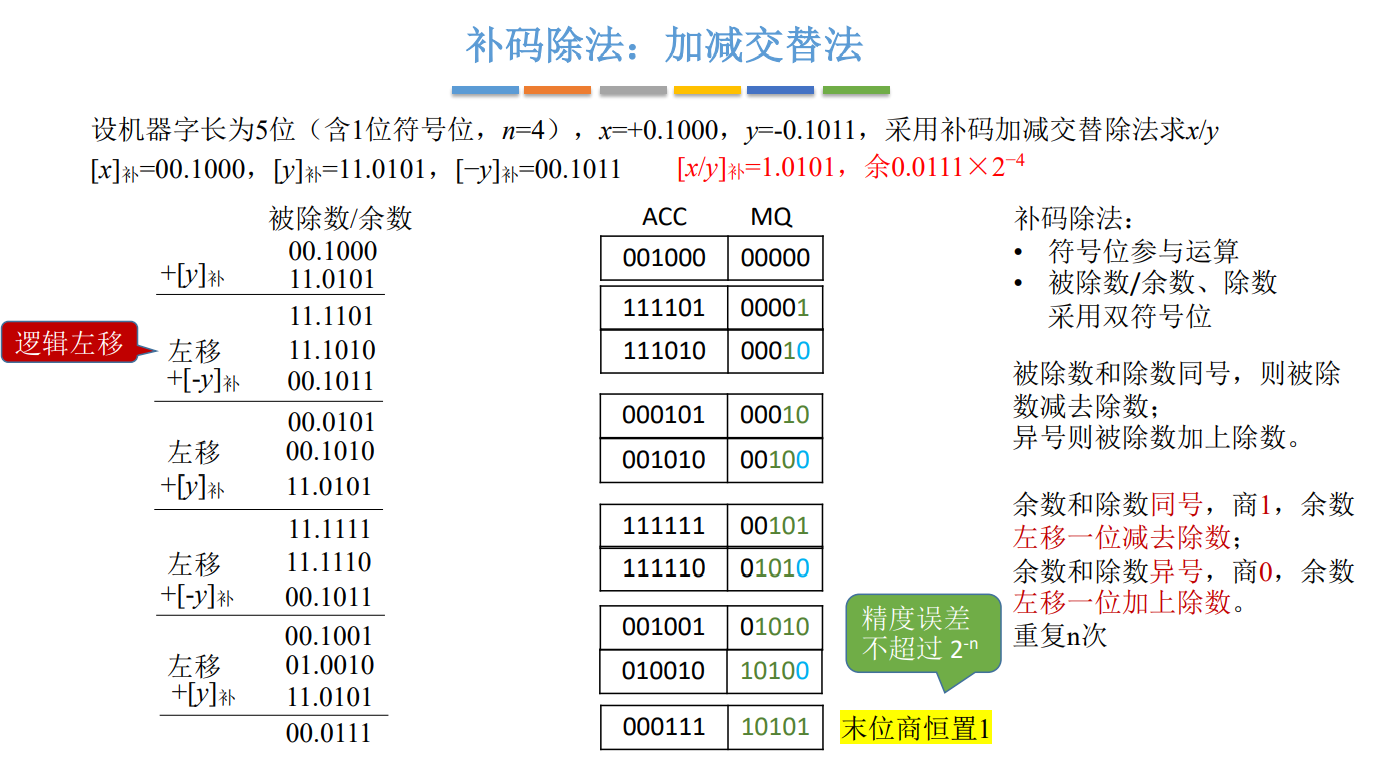 补码除法：加减交替法
设机器字长为5位（含1位符号位，n=4），x=+0.1000，y=-0.1011，采用补码加减交替除法求x/y
[x]补=00.1000，[y]补=11.0101，[−y]补=00.1011 [x/y]补=1.0101，余0.0111×2⁻⁴
被除数/余数
00.1000
+[y]补 11.0101
11.1101
逻辑左移
左移 11.1010
+[-y]补 00.1011
00.0101
左移 00.1010
+[y]补 11.0101
11.1111
左移 11.1110
+[-y]补 00.1011
00.1001
左移 01.0010
+[y]补 11.0101
00.0111
ACC MQ
001000 00000
111101 00001
111010 00010
000101 00010
001010 00100
111111 00101
111110 01010
001001 01010
010010 10100
000111 10101
精度误差
不超过 2⁻ⁿ
末位商恒置1
补码除法：
• 符号位参与运算
• 被除数/余数、除数
采用双符号位
被除数和除数同号，则被除
数减去除数；
异号则被除数加上除数。
余数和除数同号，商1，余数
左移一位减去除数；
余数和除数异号，商0，余数
左移一位加上除数。
重复n次